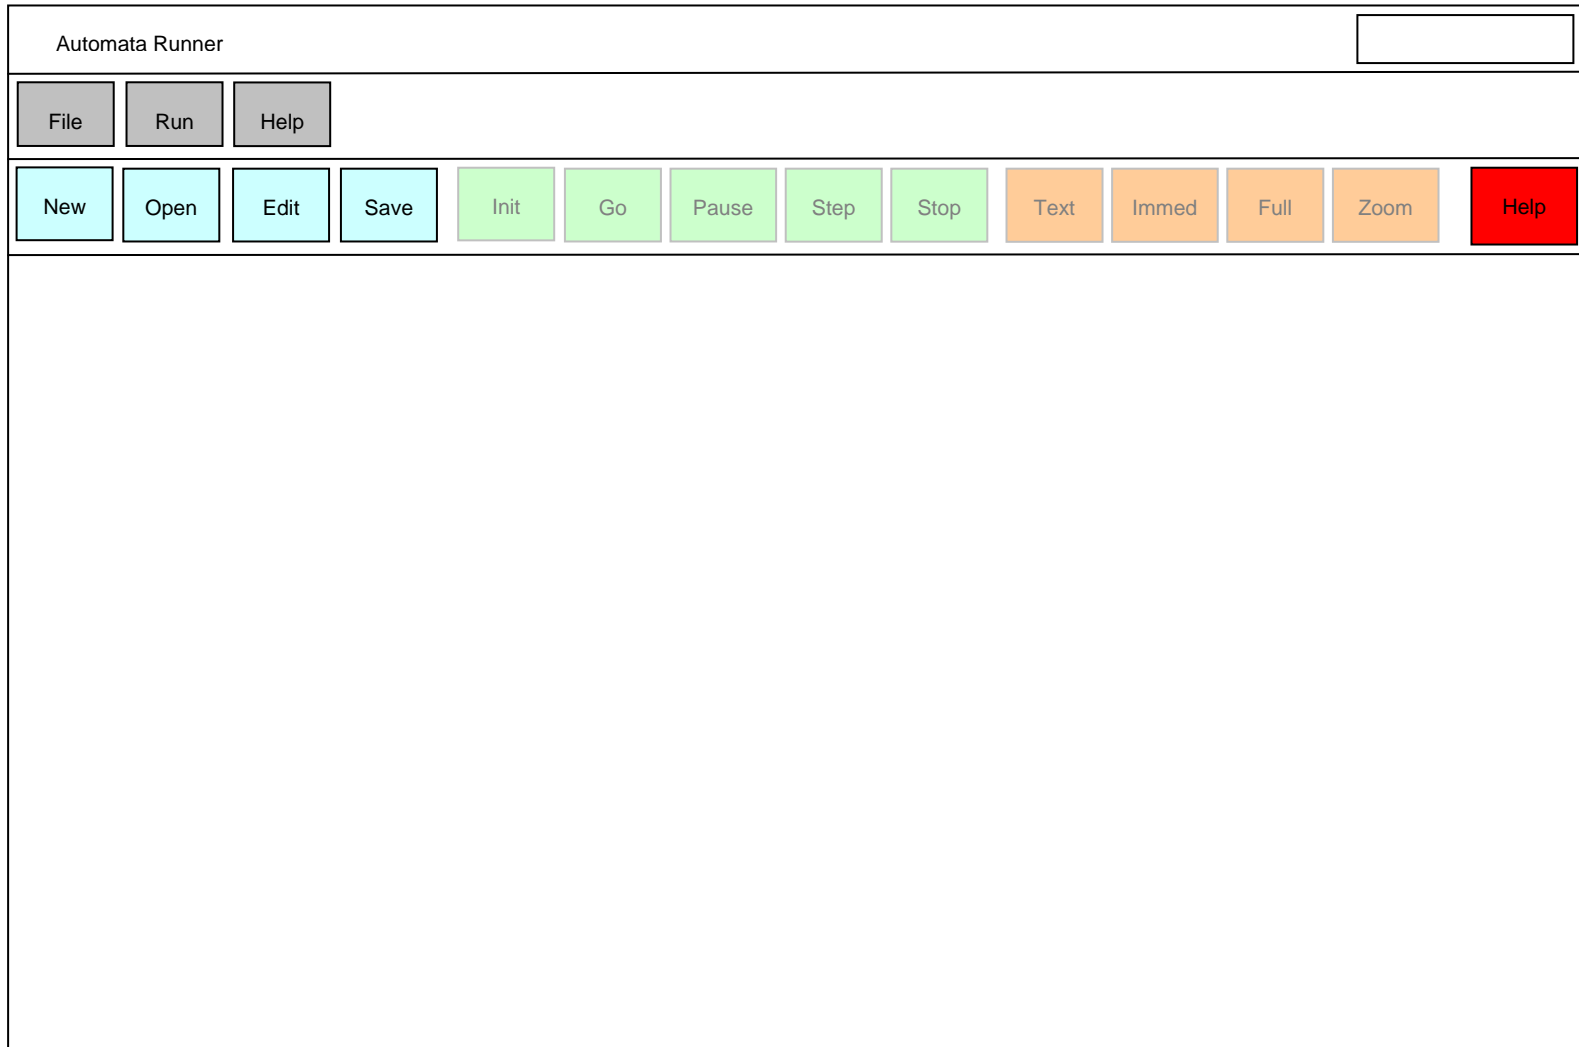 Automata Runner
File Run Help
New Open Edit Save Init Go Pause Step Stop Text Immed Full Zoom Help